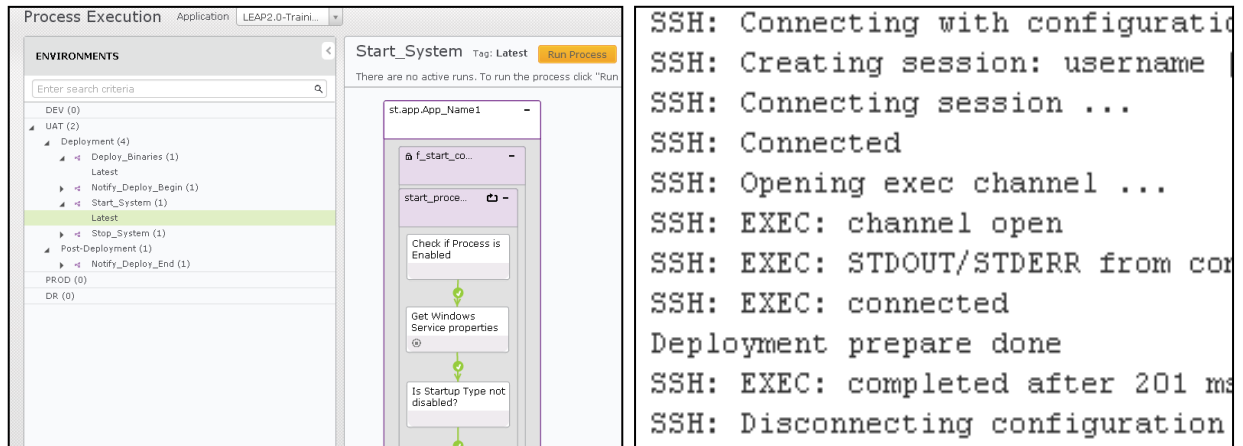 Process Execution Application LEAP2.0-Traini...
ENVIRONMENTS
Enter search criteria
DEV (0)
UAT (2)
Deployment (4)
Deploy_Binaries (1)
Latest
Notify_Deploy_Begin (1)
Start_System (1)
Latest
Stop_System (1)
Post-Deployment (1)
Notify_Deploy_End (1)
PROD (0)
DR (0)
Start_System Tag: Latest Run Process
There are no active runs. To run the process click "Run
st.app.App_Name1
f_start_co...
start_proce...
Check if Process is
Enabled
Get Windows
Service properties
Is Startup Type not
disabled?
SSH: Connecting with configuratio
SSH: Creating session: username
SSH: Connecting session ...
SSH: Connected
SSH: Opening exec channel ...
SSH: EXEC: channel open
SSH: EXEC: STDOUT/STDERR from
SSH: EXEC: connected
Deployment prepare done
SSH: EXEC: completed after 201 ms
SSH: Disconnecting configuration